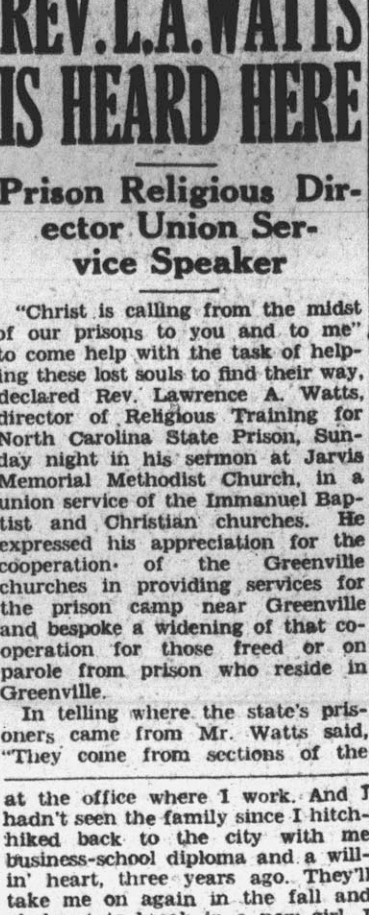 REV. L. A. WATTS
IS HEARD HERE
Prison Religious Dir-
ector Union Ser-
vice Speaker
"Christ is calling from the midst
of our prisons to you and to me"
to come help with the task of help-
ing these lost souls to find their way,
declared Rev. Lawrence A. Watts,
director of Religious Training for
North Carolina State Prison, Sun-
day night in his sermon at Jarvis
Memorial Methodist Church, in a
union service of the Immanuel Bap-
tist and Christian churches. He
expressed his appreciation for the
cooperation of the Greenville
churches in providing services for
the prison camp near Greenville
and bespoke a widening of that co-
operation for those freed or on
parole from prison who reside in
Greenville.
In telling where the state's pris-
oners came from Mr. Watts said,
"They come from sections of the
at the office where I work. And I
hadn't seen the family since I hitch-
hiked back to the city with me
business-school diploma and a will-
in' heart, three years ago. They'll
take me on again in the fall and